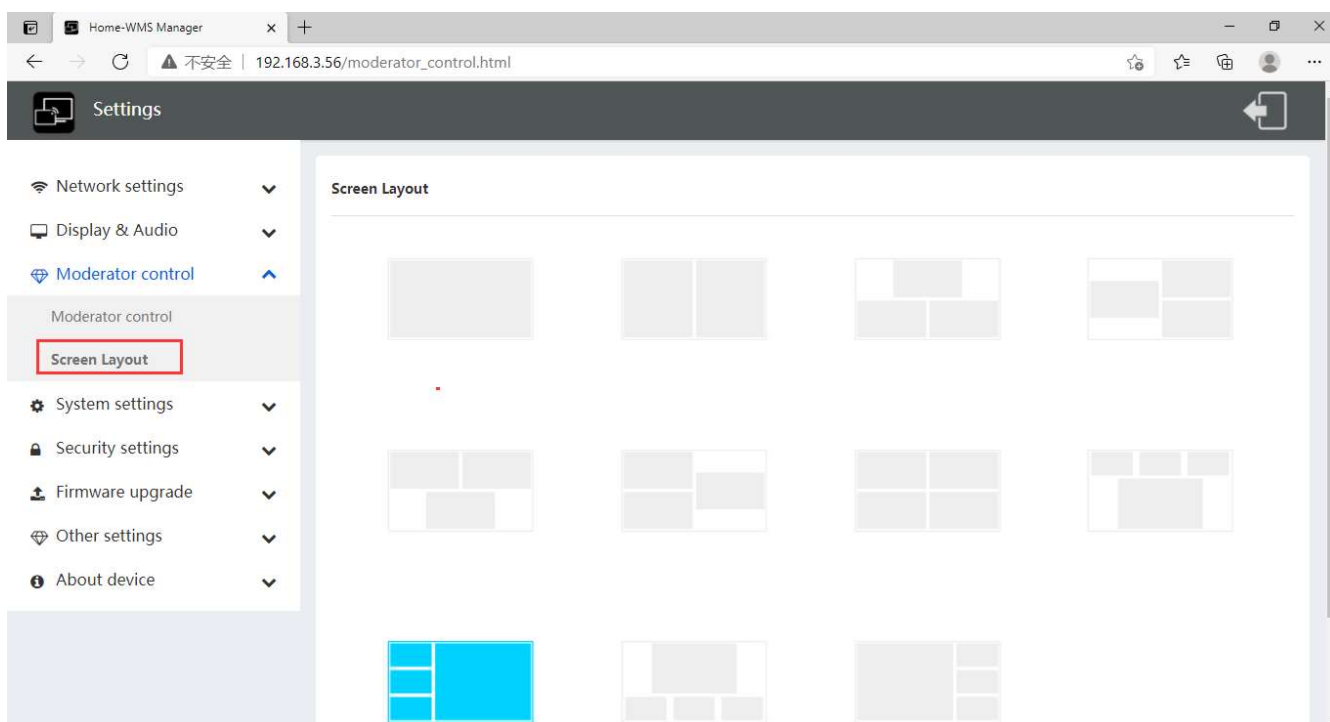 Home-WMS Manager
不安全 | 192.168.3.56/moderator_control.html
Settings
Network settings
Display & Audio
Moderator control
Moderator control
Screen Layout
System settings
Security settings
Firmware upgrade
Other settings
About device
Screen Layout